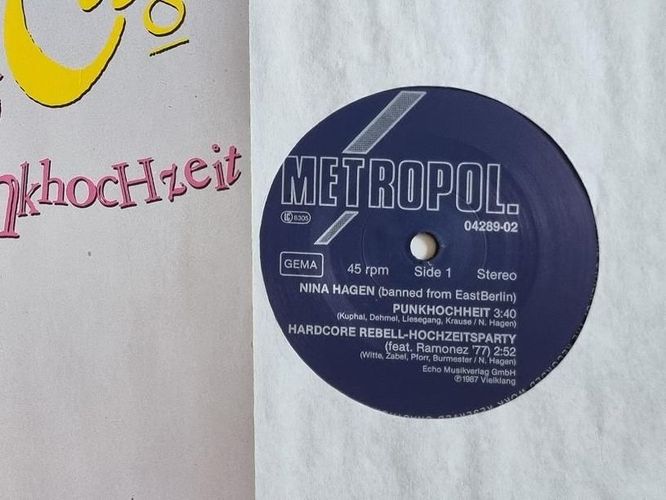 nkhocHzeit
METROPOL.
LC 8305
04289-02
GEMA 45 rpm Side 1 Stereo
NINA HAGEN (banned from EastBerlin)
PUNKHOCHHEIT 3:40
(Kuphal, Dehmel, Liesegang, Krause / N. Hagen)
HARDCORE REBELL-HOCHZEITSPARTY
(feat. Ramonez '77) 2:52
(Witte, Zabel, Pforr, Burmester / N. Hagen)
Echo Musikverlag GmbH
℗1987 Vielklang